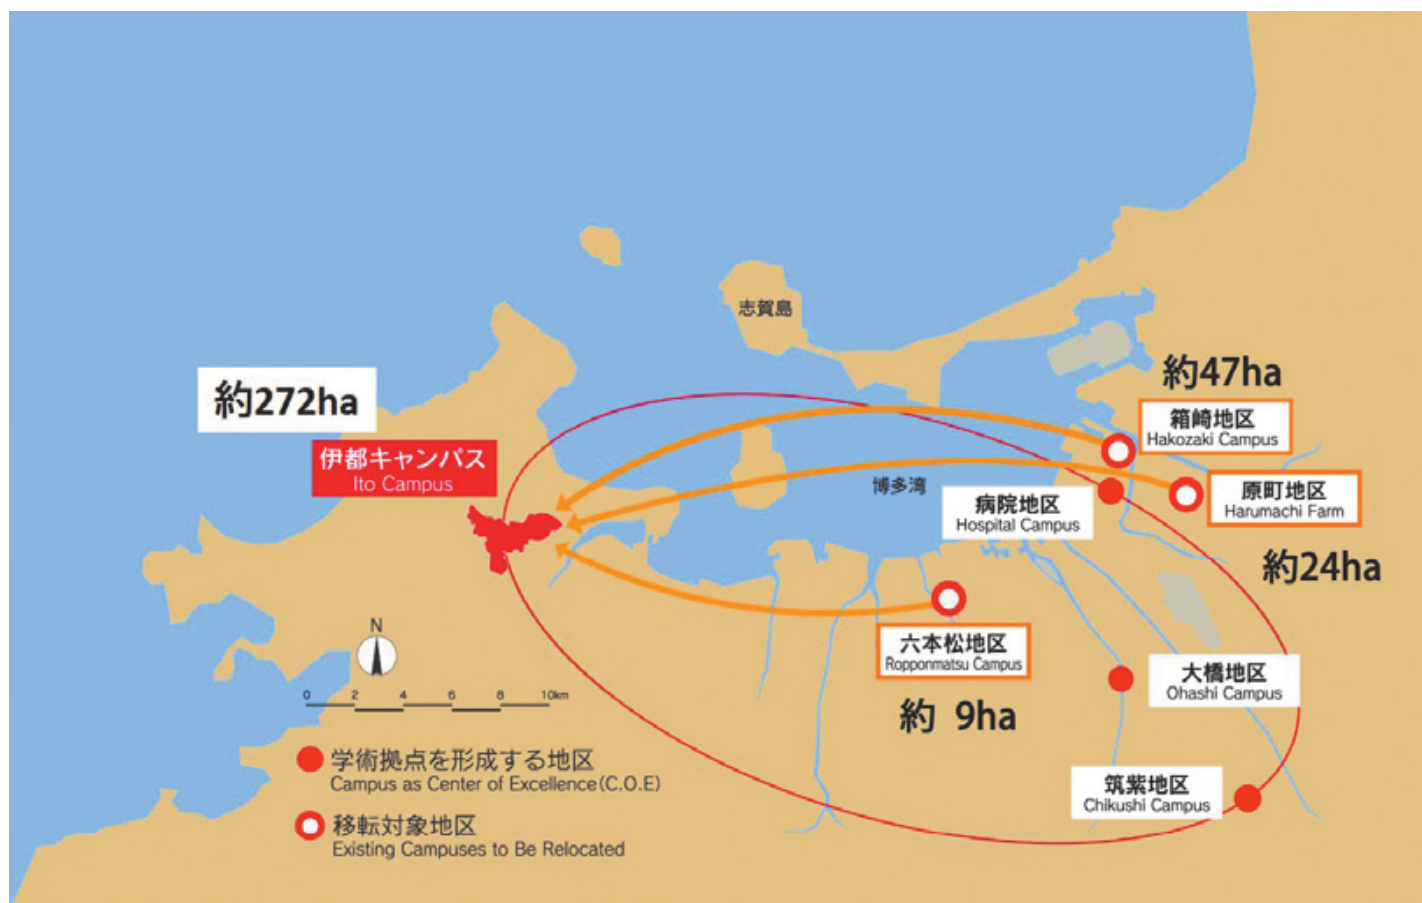 志賀島
約47ha
約272ha
箱崎地区
Hakozaki Campus
伊都キャンパス
Ito Campus
博多湾
病院地区
Hospital Campus
原町地区
Harumachi Farm
約24ha
N
六本松地区
Ropponmatsu Campus
大橋地区
Ohashi Campus
0 2 4 6 8 10km
約 9ha
学術拠点を形成する地区
Campus as Center of Excellence(C.O.E)
筑紫地区
Chikushi Campus
移転対象地区
Existing Campuses to Be Relocated